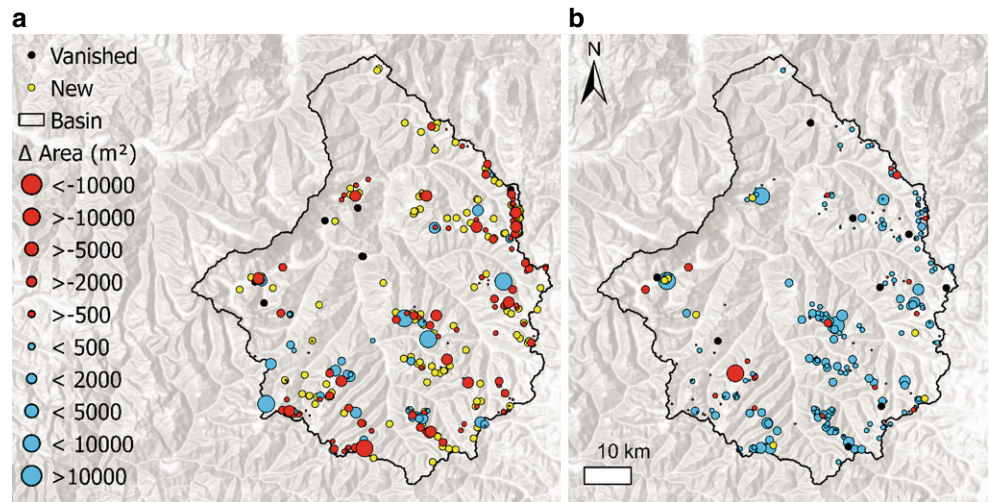 a
b
Vanished
New
Basin
Δ Area (m²)
<-10000
>-10000
>-5000
>-2000
>-500
< 500
< 2000
< 5000
< 10000
>10000
N
10 km